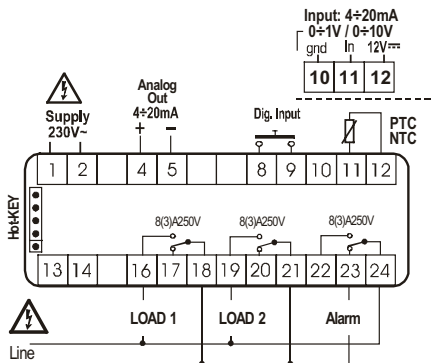 Input: 4÷20mA
0÷1V / 0÷10V
gnd In 12V
10 11 12
Supply
230V~
Analog
Out
4÷20mA
+ -
Dig. Input
PTC
NTC
1 2 4 5 8 9 10 11 12
Hot-KEY
8(3)A250V 8(3)A250V 8(3)A250V
13 14 16 17 18 19 20 21 22 23 24
LOAD 1 LOAD 2 Alarm
Line